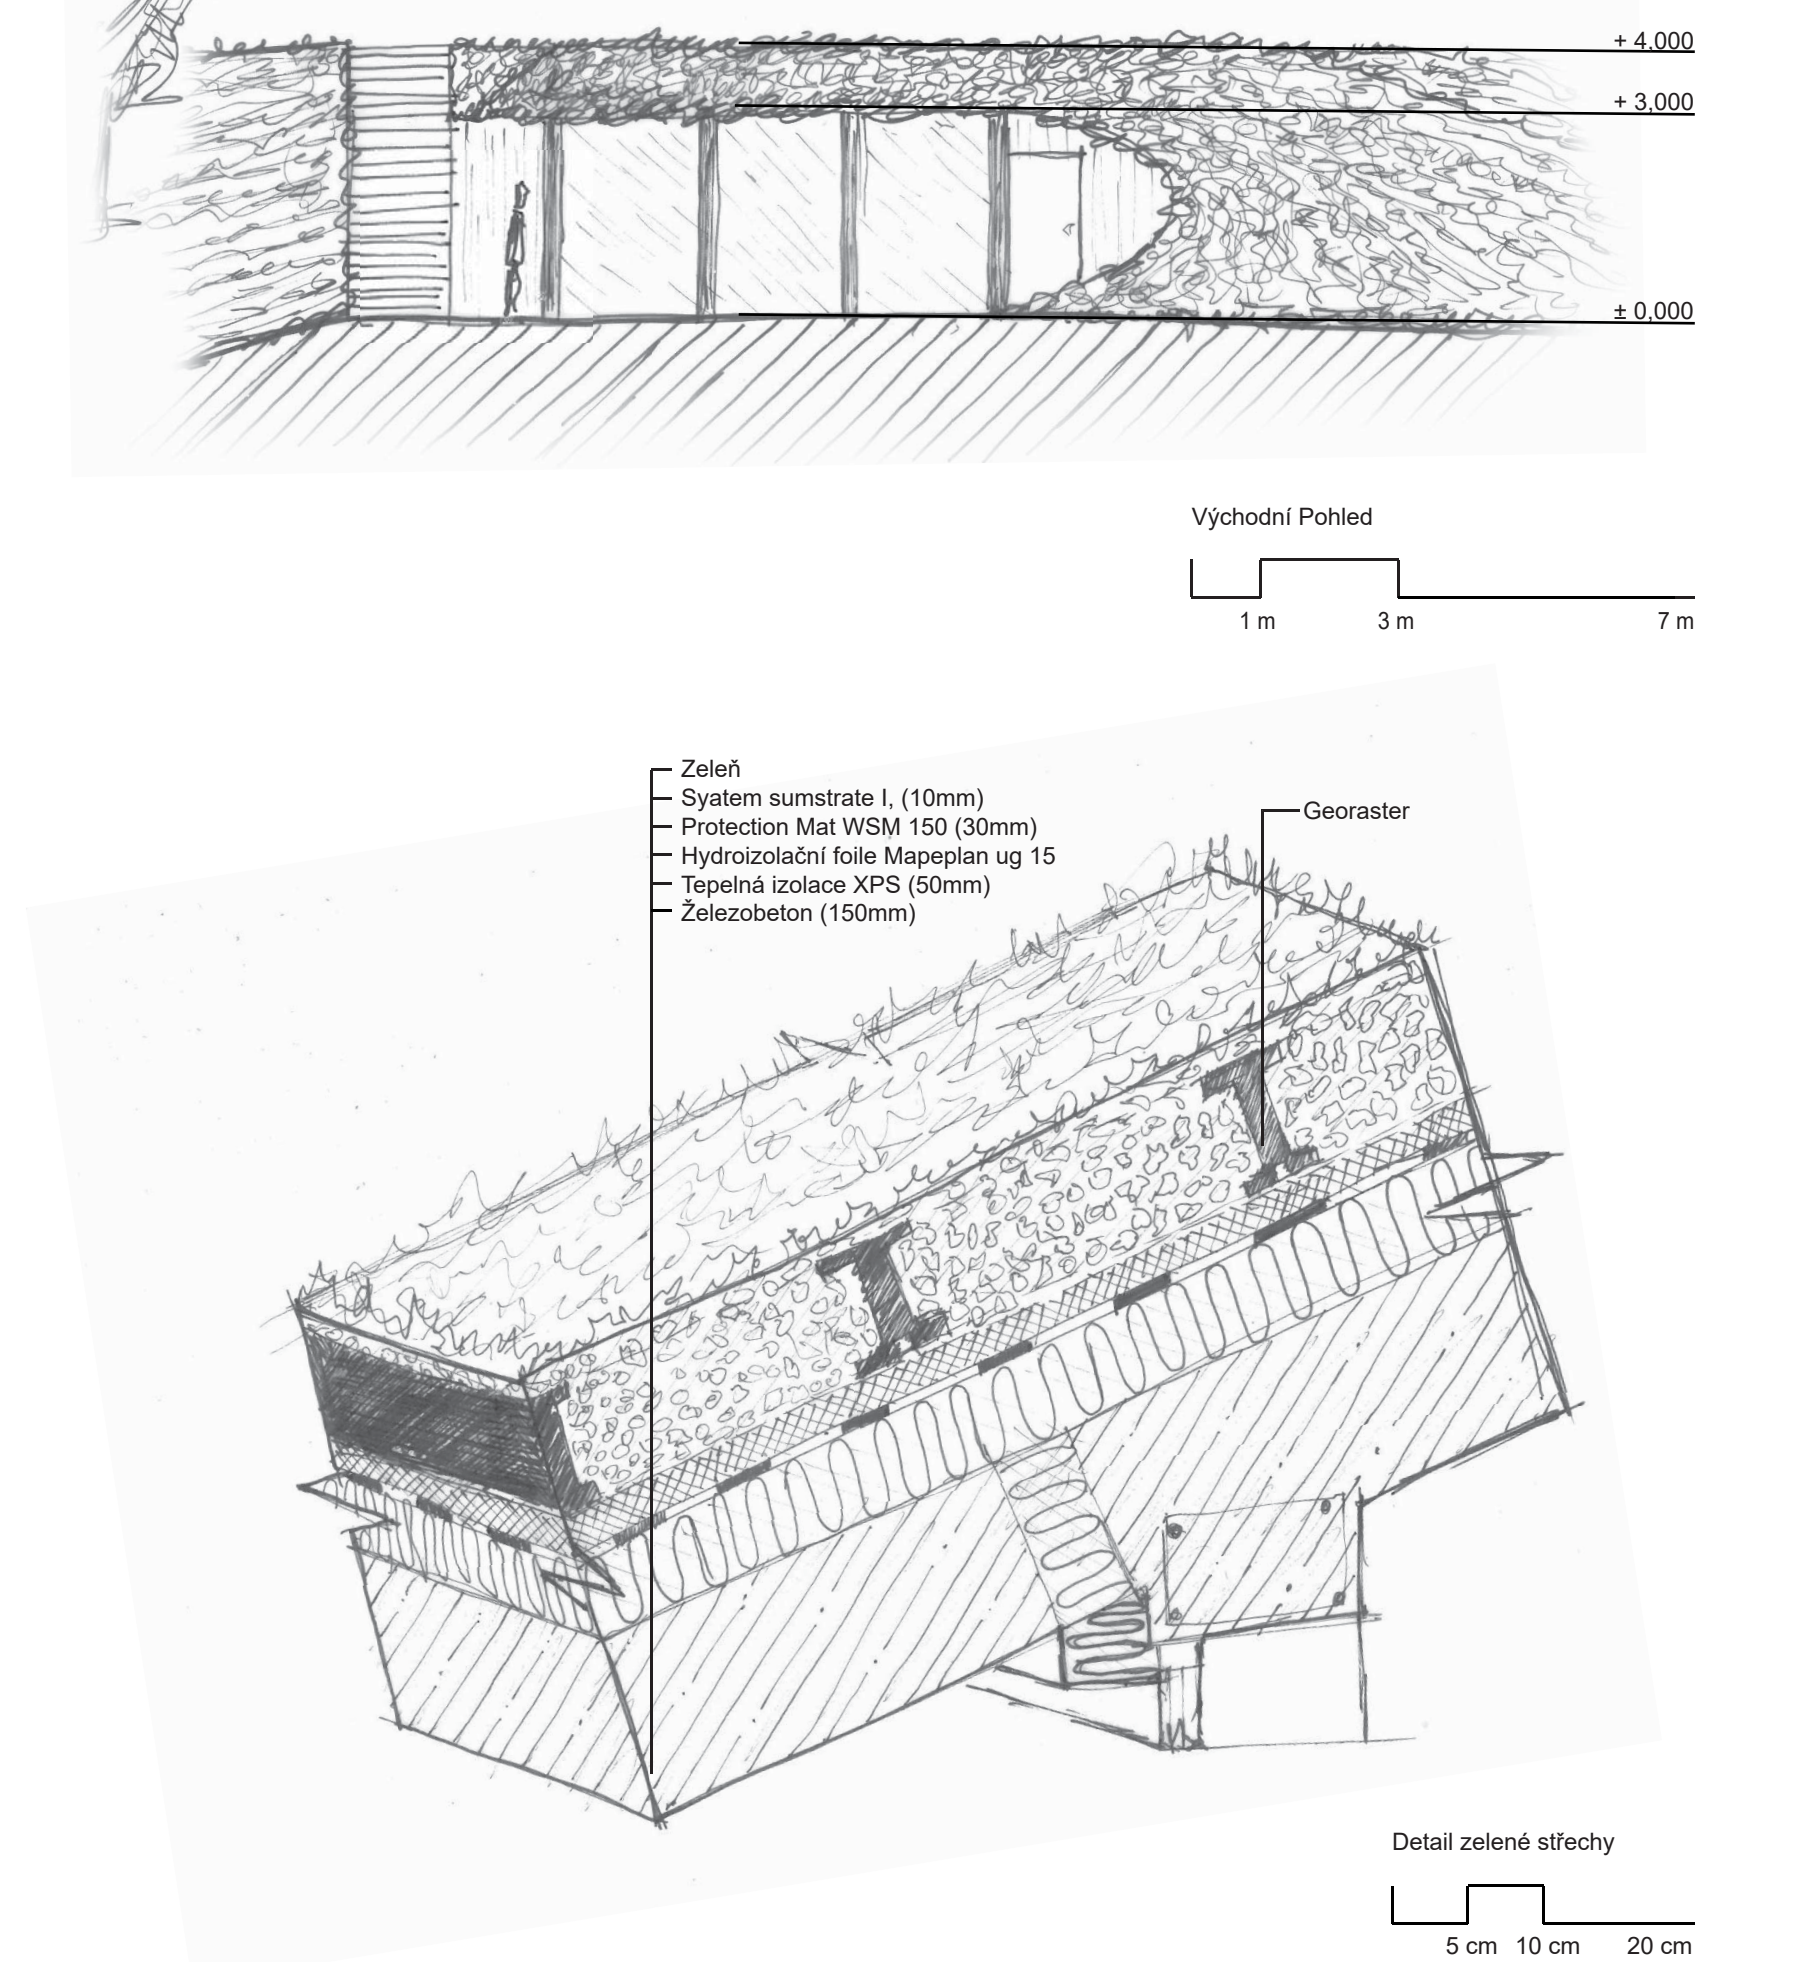 + 4,000
+ 3,000
± 0,000
Východní Pohled
1 m 3 m 7 m
Zeleň
Syatem sumstrate I, (10mm)
Protection Mat WSM 150 (30mm)
Hydroizolační foile Mapeplan ug 15
Tepelná izolace XPS (50mm)
Železobeton (150mm)
Georaster
Detail zelené střechy
5 cm 10 cm 20 cm